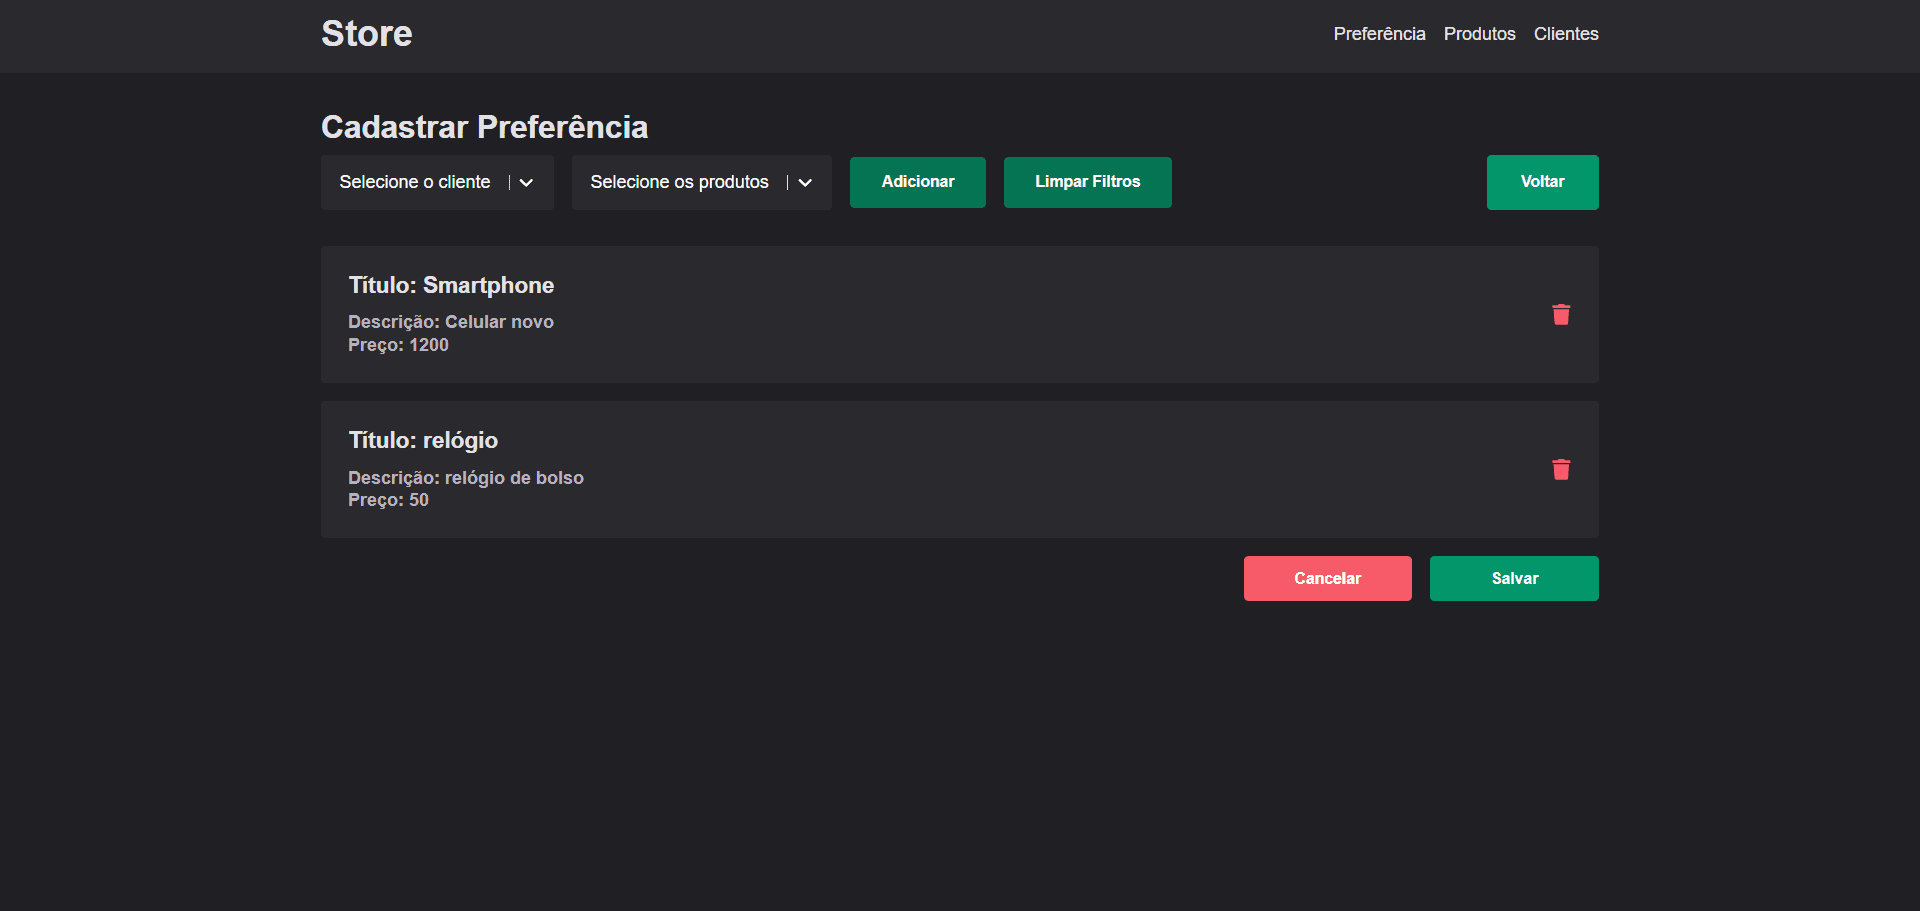 Store
Preferência Produtos Clientes
Cadastrar Preferência
Selecione o cliente
Selecione os produtos
Adicionar
Limpar Filtros
Voltar
Título: Smartphone
Descrição: Celular novo
Preço: 1200
Título: relógio
Descrição: relógio de bolso
Preço: 50
Cancelar
Salvar